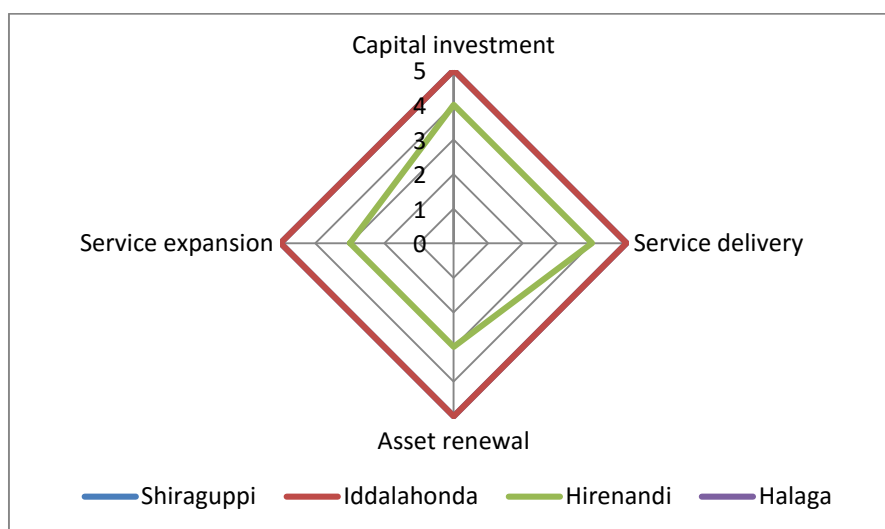 Capital investment
5
4
3
2
1
0
Service expansion
Service delivery
Asset renewal
Shiraguppi Iddalahonda Hirenandi Halaga